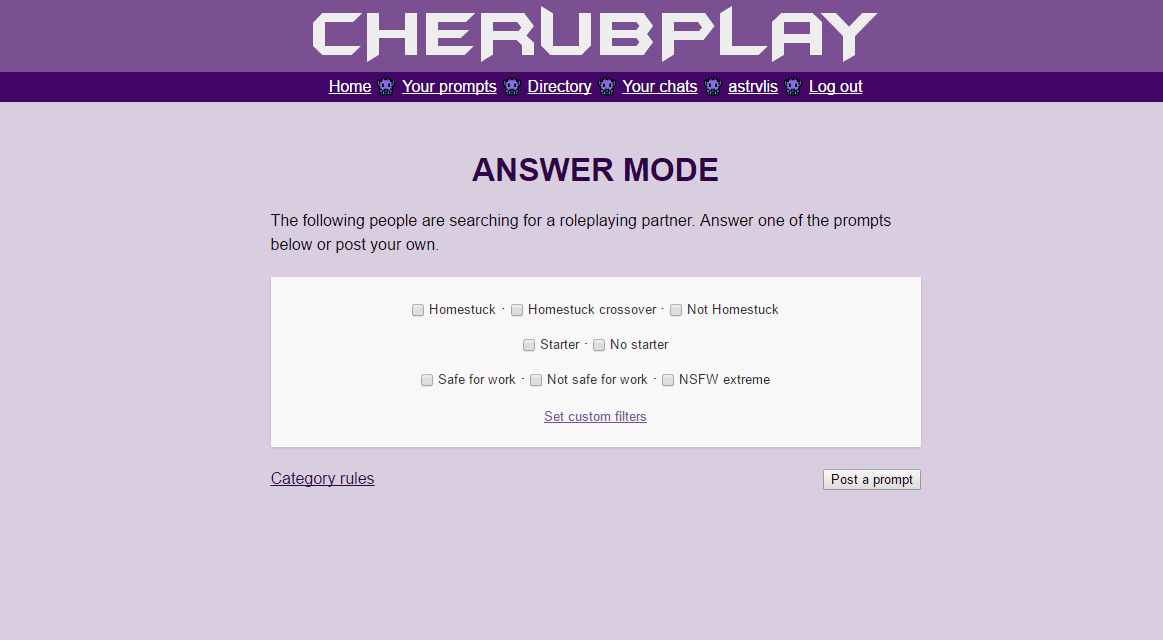 CHERUBPLAY
Home Your prompts Directory Your chats astrvlis Log out
ANSWER MODE
The following people are searching for a roleplaying partner. Answer one of the prompts
below or post your own.
Homestuck · Homestuck crossover · Not Homestuck
Starter · No starter
Safe for work · Not safe for work · NSFW extreme
Set custom filters
Category rules Post a prompt